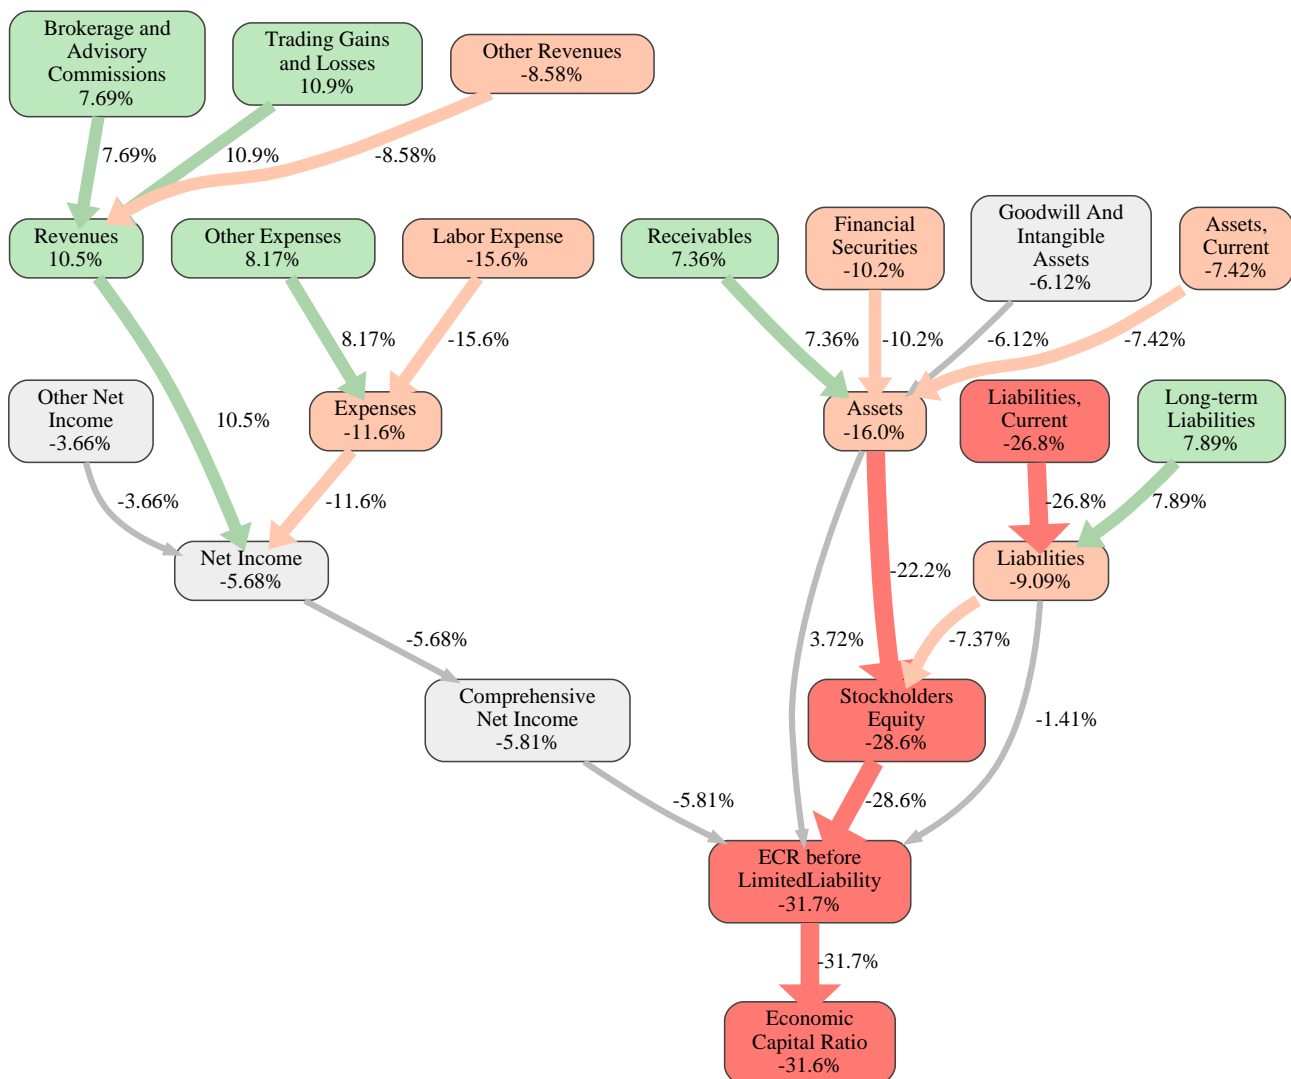 Brokerage and
Advisory
Commissions
7.69%
Trading Gains
and Losses
10.9%
Other Revenues
-8.58%
7.69%
10.9%
-8.58%
Revenues
10.5%
Other Expenses
8.17%
Labor Expense
-15.6%
Receivables
7.36%
Financial
Securities
-10.2%
Goodwill And
Intangible
Assets
-6.12%
Assets,
Current
-7.42%
8.17%
-15.6%
7.36%
-10.2%
-6.12%
-7.42%
Other Net
Income
-3.66%
10.5%
Expenses
-11.6%
Assets
-16.0%
Liabilities,
Current
-26.8%
Long-term
Liabilities
7.89%
-3.66%
-11.6%
-26.8%
7.89%
Net Income
-5.68%
-22.2%
Liabilities
-9.09%
-5.68%
3.72%
-7.37%
-1.41%
Comprehensive
Net Income
-5.81%
Stockholders
Equity
-28.6%
-5.81%
-28.6%
ECR before
LimitedLiability
-31.7%
-31.7%
Economic
Capital Ratio
-31.6%